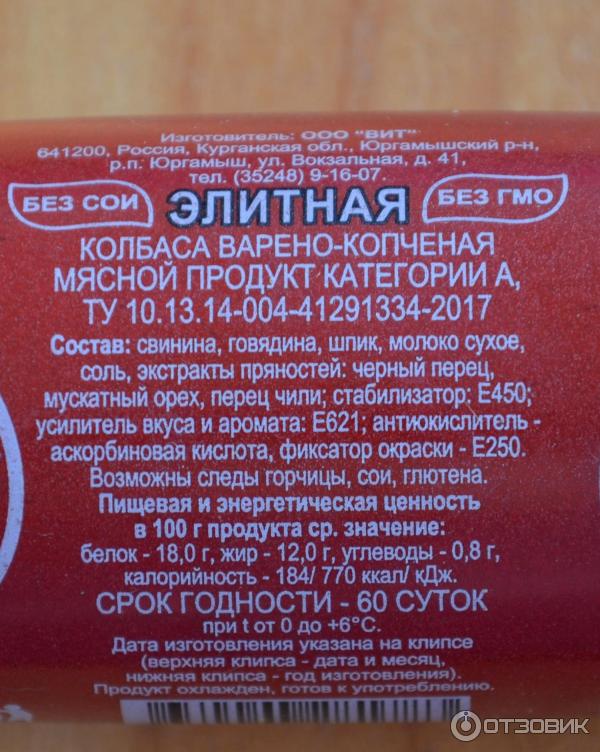 Изготовитель: ООО "ВИТ"
641200, Россия, Курганская обл., Юргамышский р-н,
р.п. Юргамыш, ул. Вокзальная, д. 41,
тел. (35248) 9-16-07.
БЕЗ СОИ ЭЛИТНАЯ БЕЗ ГМО
КОЛБАСА ВАРЕНО-КОПЧЕНАЯ
МЯСНОЙ ПРОДУКТ КАТЕГОРИИ А,
ТУ 10.13.14-004-41291334-2017
Состав: свинина, говядина, шпик, молоко сухое,
соль, экстракты пряностей: черный перец,
мускатный орех, перец чили; стабилизатор: Е450;
усилитель вкуса и аромата: Е621; антиокислитель -
аскорбиновая кислота, фиксатор окраски - Е250.
Возможны следы горчицы, сои, глютена.
Пищевая и энергетическая ценность
в 100 г продукта ср. значение:
белок - 18,0 г, жир - 12,0 г, углеводы - 0,8 г,
калорийность - 184/ 770 ккал/ кДж.
СРОК ГОДНОСТИ - 60 СУТОК
при t от 0 до +6°С.
Дата изготовления указана на клипсе
(верхняя клипса - дата и месяц,
нижняя клипса - год изготовления).
Продукт охлажден, готов к употреблению.
ОТЗОВИК